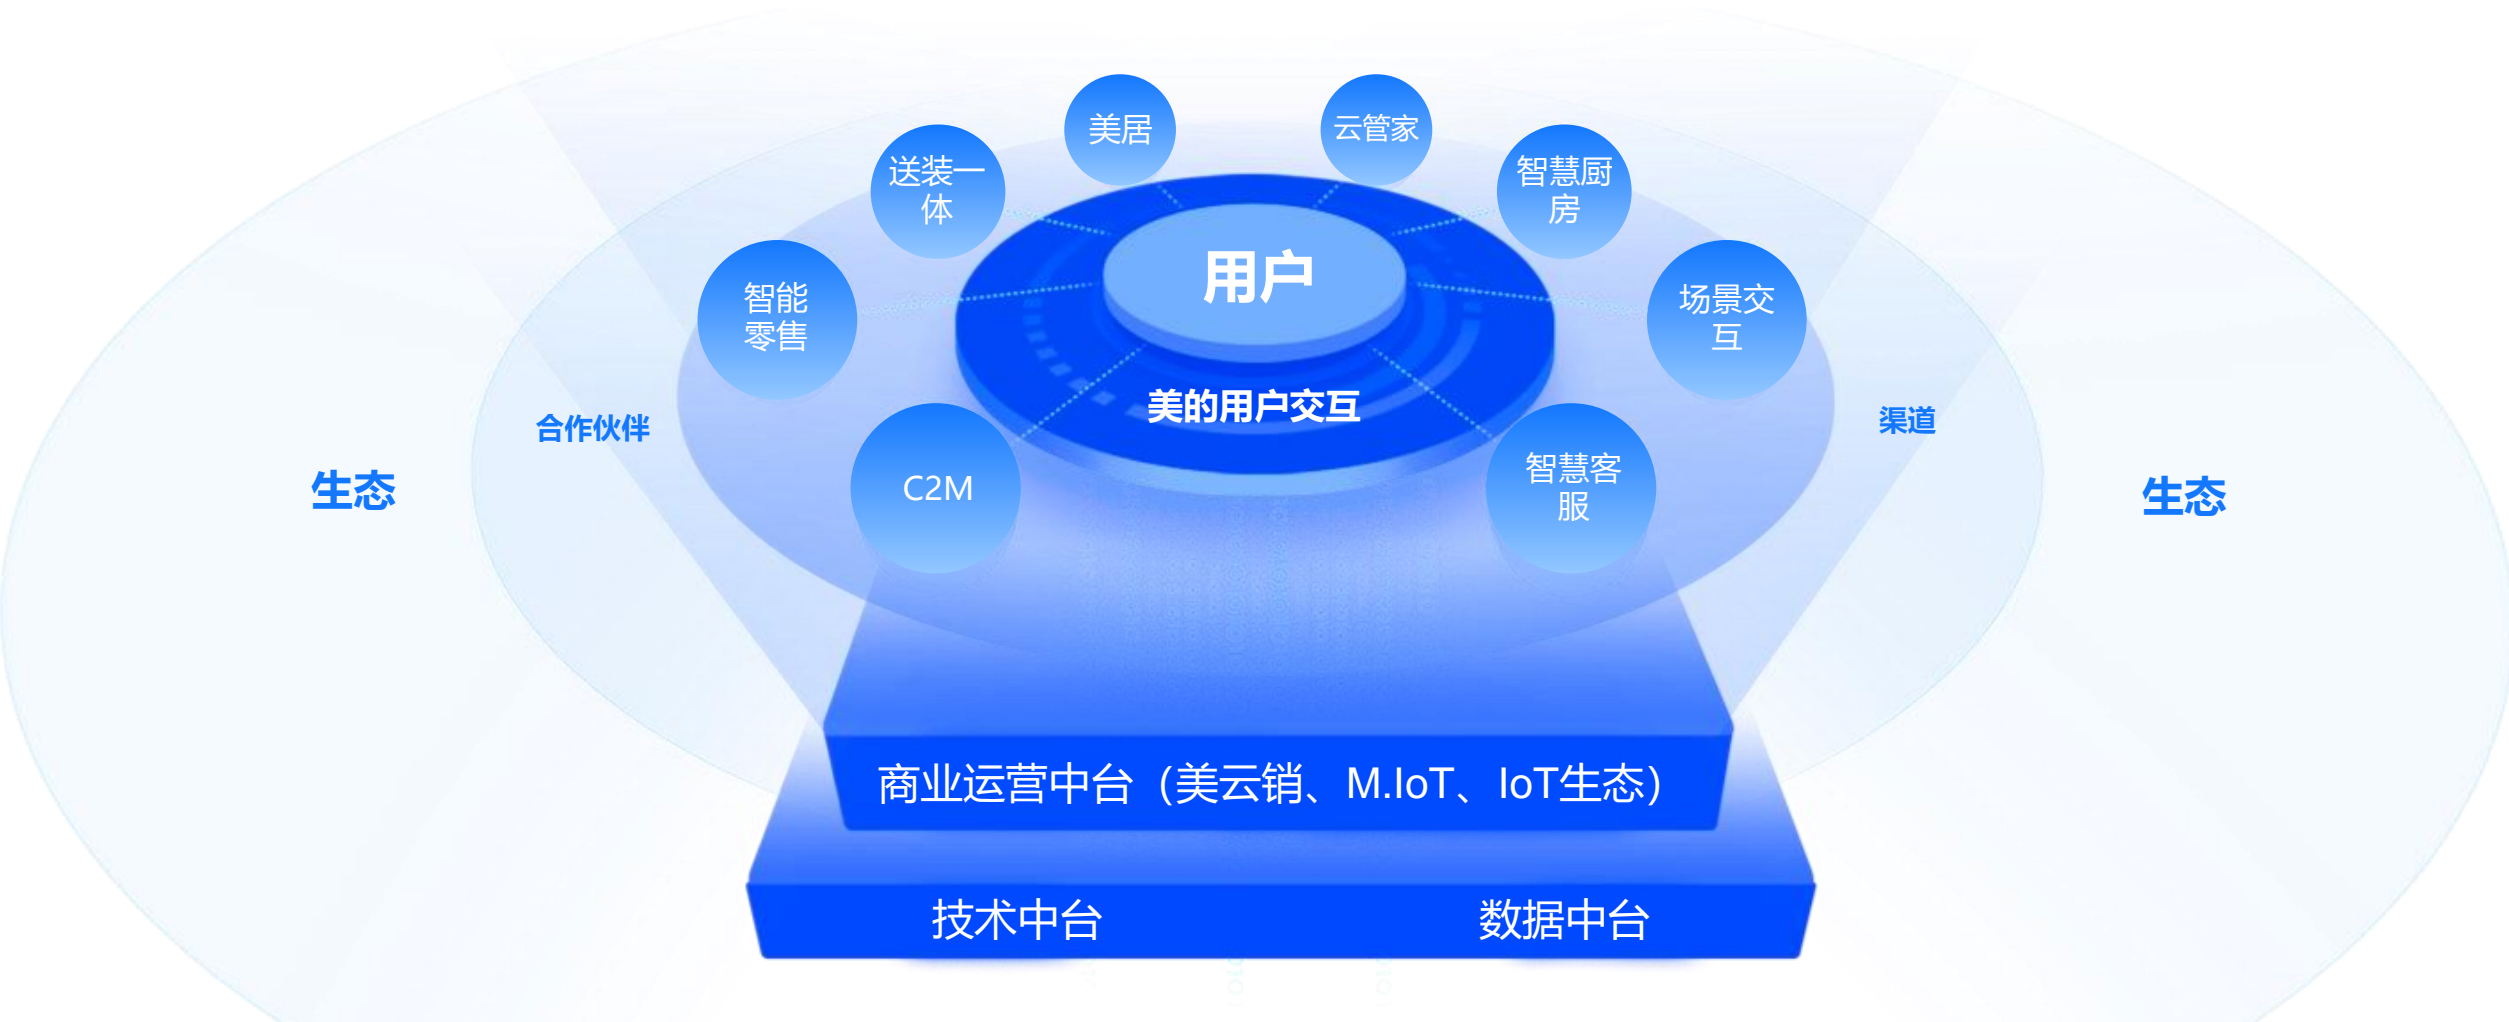 美居
云管家
送装一
体
智慧厨
房
用户
智能
零售
场景交
互
美的用户交互
合作伙伴
渠道
生态
C2M
智慧客
服
生态
商业运营中台（美云销、M.IoT、IoT生态）
技术中台
数据中台